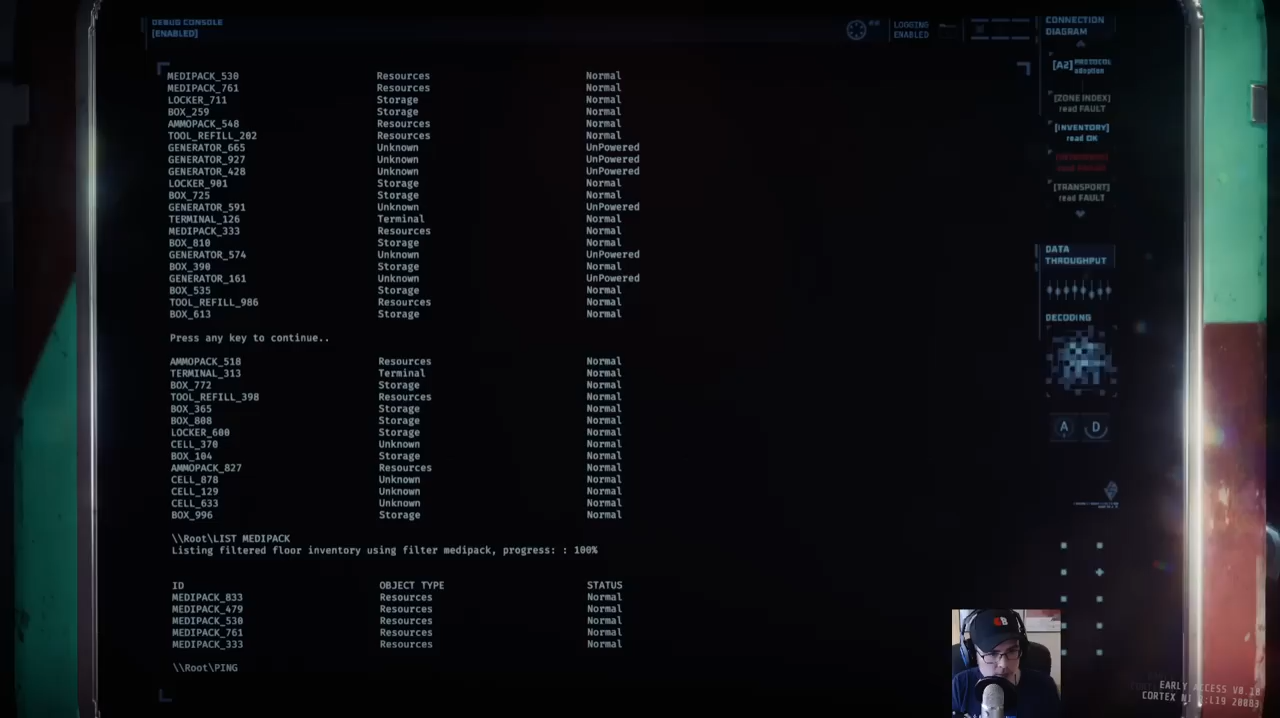 DEBUG CONSOLE
[ENABLED]
LOGGING
ENABLED
CONNECTION
DIAGRAM
[A2] PROTOCOL
adoption
[ZONE INDEX]
read FAULT
[INVENTORY]
read OK
[TRANSPORT]
read FAULT
DATA
THROUGHPUT
DECODING
A D
MEDIPACK_530 Resources Normal
MEDIPACK_761 Resources Normal
LOCKER_711 Storage Normal
BOX_259 Storage Normal
AMMOPACK_548 Resources Normal
TOOL_REFILL_202 Resources Normal
GENERATOR_665 Unknown UnPowered
GENERATOR_927 Unknown UnPowered
GENERATOR_428 Unknown UnPowered
LOCKER_901 Storage Normal
BOX_725 Storage Normal
GENERATOR_591 Unknown UnPowered
TERMINAL_126 Terminal Normal
MEDIPACK_333 Resources Normal
BOX_810 Storage Normal
GENERATOR_574 Unknown UnPowered
BOX_390 Storage Normal
GENERATOR_161 Unknown UnPowered
BOX_535 Storage Normal
TOOL_REFILL_986 Resources Normal
BOX_613 Storage Normal
Press any key to continue..
AMMOPACK_518 Resources Normal
TERMINAL_313 Terminal Normal
BOX_772 Storage Normal
TOOL_REFILL_398 Resources Normal
BOX_365 Storage Normal
BOX_808 Storage Normal
LOCKER_600 Storage Normal
CELL_370 Unknown Normal
BOX_104 Storage Normal
AMMOPACK_827 Resources Normal
CELL_878 Unknown Normal
CELL_129 Unknown Normal
CELL_633 Unknown Normal
BOX_996 Storage Normal
\\Root\LIST MEDIPACK
Listing filtered floor inventory using filter medipack, progress: : 100%
ID OBJECT TYPE STATUS
MEDIPACK_833 Resources Normal
MEDIPACK_479 Resources Normal
MEDIPACK_530 Resources Normal
MEDIPACK_761 Resources Normal
MEDIPACK_333 Resources Normal
\\Root\PING
EARLY ACCESS
CORTEX